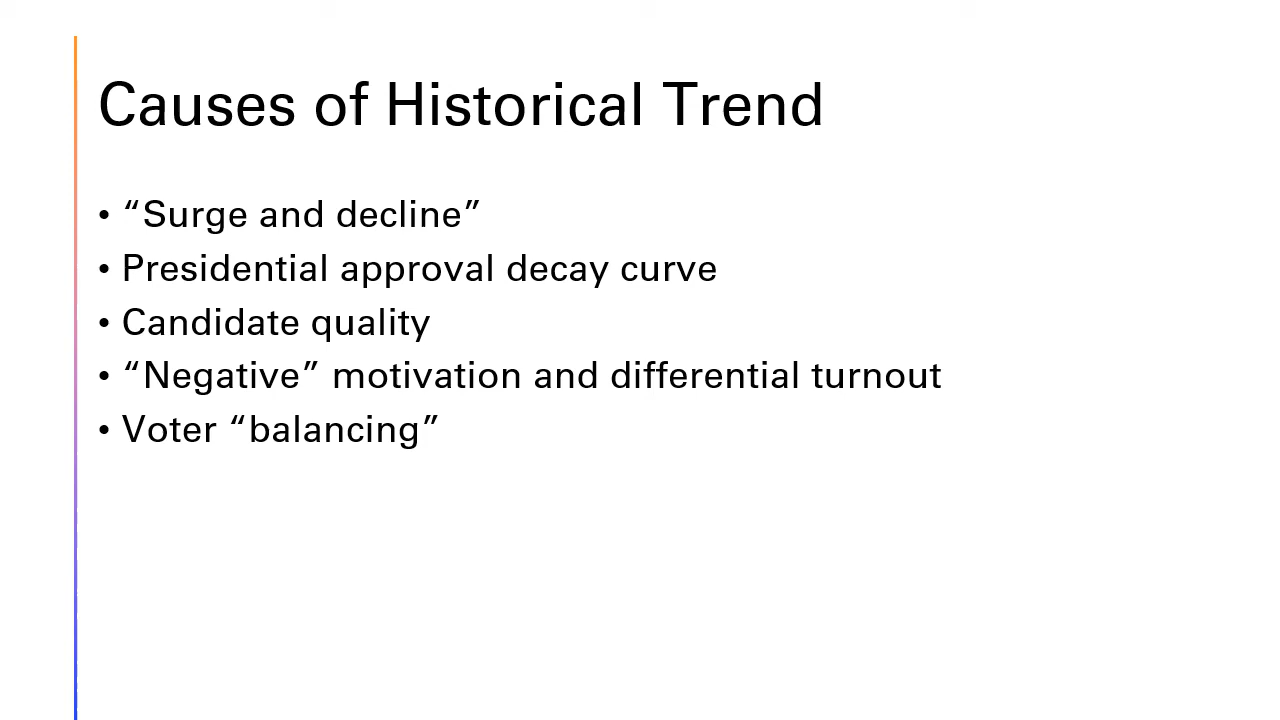 Causes of Historical Trend
• “Surge and decline”
• Presidential approval decay curve
• Candidate quality
• “Negative” motivation and differential turnout
• Voter “balancing”